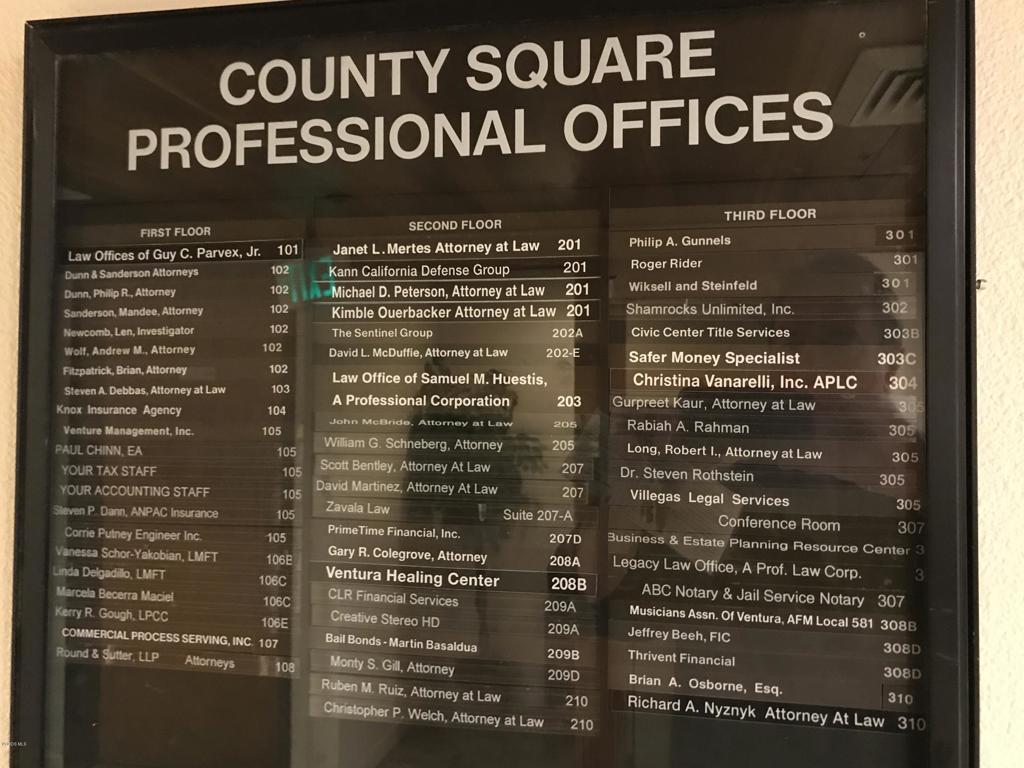 COUNTY SQUARE
PROFESSIONAL OFFICES
FIRST FLOOR
Law Offices of Guy C. Parvex, Jr. 101
Dunn & Sanderson Attorneys 102
Dunn, Philip R., Attorney 102
Sanderson, Mandee, Attorney 102
Newcomb, Len, Investigator 102
Wolf, Andrew M., Attorney 102
Fitzpatrick, Brian, Attorney 102
Steven A. Debbas, Attorney at Law 103
Knox Insurance Agency 104
Venture Management, Inc. 105
PAUL CHINN, EA 105
YOUR TAX STAFF 105
YOUR ACCOUNTING STAFF 105
Steven P. Dann, ANPAC Insurance 105
Corrie Putney Engineer Inc. 105
Vanessa Schor-Yakobian, LMFT 106B
Linda Delgadillo, LMFT 106C
Marcela Becerra Maciel 106C
Kerry R. Gough, LPCC 106E
COMMERCIAL PROCESS SERVING, INC. 107
Round & Sutter, LLP Attorneys 108
SECOND FLOOR
Janet L. Mertes Attorney at Law 201
Kann California Defense Group 201
Michael D. Peterson, Attorney at Law 201
Kimble Ouerbacker Attorney at Law 201
The Sentinel Group 202A
David L. McDuffie, Attorney at Law 202-E
Law Office of Samuel M. Huestis,
A Professional Corporation 203
John McBride, Attorney at Law 205
William G. Schneberg, Attorney 205
Scott Bentley, Attorney At Law 207
David Martinez, Attorney At Law 207
Zavala Law Suite 207-A
PrimeTime Financial, Inc. 207D
Gary R. Colegrove, Attorney 208A
Ventura Healing Center 208B
CLR Financial Services 209A
Creative Stereo HD 209A
Bail Bonds - Martin Basaldua 209B
Monty S. Gill, Attorney 209D
Ruben M. Ruiz, Attorney at Law 210
Christopher P. Welch, Attorney at Law 210
THIRD FLOOR
Philip A. Gunnels 301
Roger Rider 301
Wiksell and Steinfeld 301
Shamrocks Unlimited, Inc. 302
Civic Center Title Services 303B
Safer Money Specialist 303C
Christina Vanarelli, Inc. APLC 304
Gurpreet Kaur, Attorney at Law 305
Rabiah A. Rahman 305
Long, Robert I., Attorney at Law 305
Dr. Steven Rothstein 305
Villegas Legal Services 305
Conference Room 307
Business & Estate Planning Resource Center 3
Legacy Law Office, A Prof. Law Corp. 3
ABC Notary & Jail Service Notary 307
Musicians Assn. Of Ventura, AFM Local 581 308B
Jeffrey Beeh, FIC 308D
Thrivent Financial 308D
Brian A. Osborne, Esq. 310
Richard A. Nyznyk Attorney At Law 310